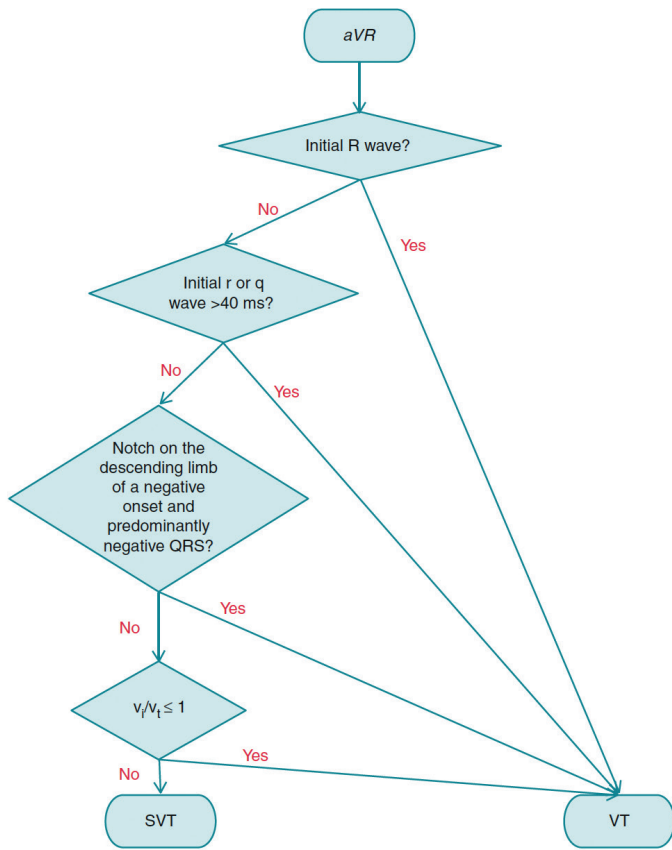 aVR
Initial R wave?
No
Yes
Initial r or q
wave >40 ms?
No
Yes
Notch on the
descending limb
of a negative
onset and
predominantly
negative QRS?
No
Yes
vi/vt ≤ 1
No
Yes
SVT
VT